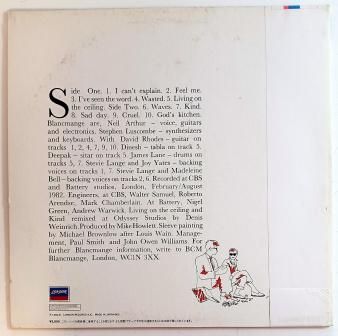 Side One. 1. I can't explain. 2. Feel me.
3. I've seen the word. 4. Wasted. 5. Living on
the ceiling. Side Two. 6. Waves. 7. Kind.
8. Sad day. 9. Cruel. 10. God's kitchen.
Blancmange are, Neil Arthur – voice, guitars
and electronics. Stephen Luscombe – synthesizers
and keyboards. With David Rhodes – guitar on
tracks 1, 2, 4, 7, 9, 10. Dinesh – tabla on track 5.
Deepak – sitar on track 5. James Lane – drums on
tracks 5, 7. Stevie Lange and Joy Yates – backing
voices on tracks 1, 7. Stevie Lange and Madeleine
Bell – backing voices on tracks 2, 6. Recorded at CBS
and Battery studios, London, February/August
1982. Engineers, at CBS, Walter Samuel, Roberto
Arendse, Mark Chamberlain. At Battery, Nigel
Green, Andrew Warwick. Living on the ceiling and
Kind remixed at Odyssey Studios by Denis
Weinrich. Produced by Mike Howlett. Sleeve painting
by Michael Brownlow after Louis Wain. Manage-
ment, Paul Smith and John Owen Williams. For
further Blancmange information, write to BCM
Blancmange, London, WC1N 3XX.
LONDON